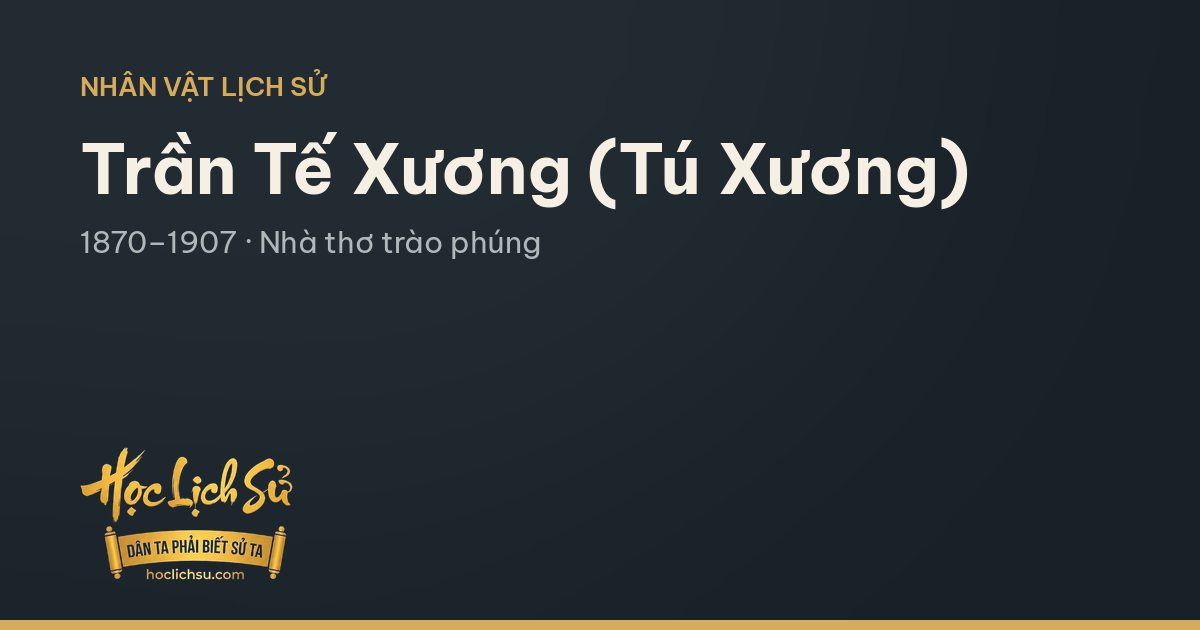 NHÂN VẬT LỊCH SỬ
Trần Tế Xương (Tú Xương)
1870–1907 · Nhà thơ trào phúng
Học Lịch Sử
DÂN TA PHẢI BIẾT SỬ TA
hoclichsu.com